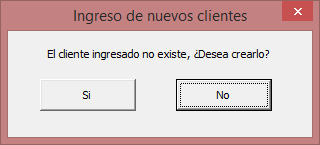 Ingreso de nuevos clientes
El cliente ingresado no existe, ¿Desea crearlo?
Si
No